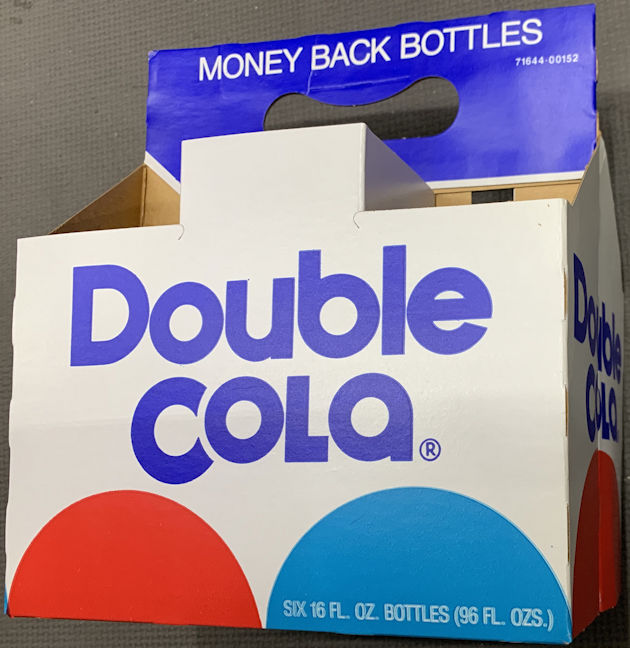 MONEY BACK BOTTLES
71644-00152
Double
COLA®
Double
COLA
SIX 16 FL. OZ. BOTTLES (96 FL. OZS.)